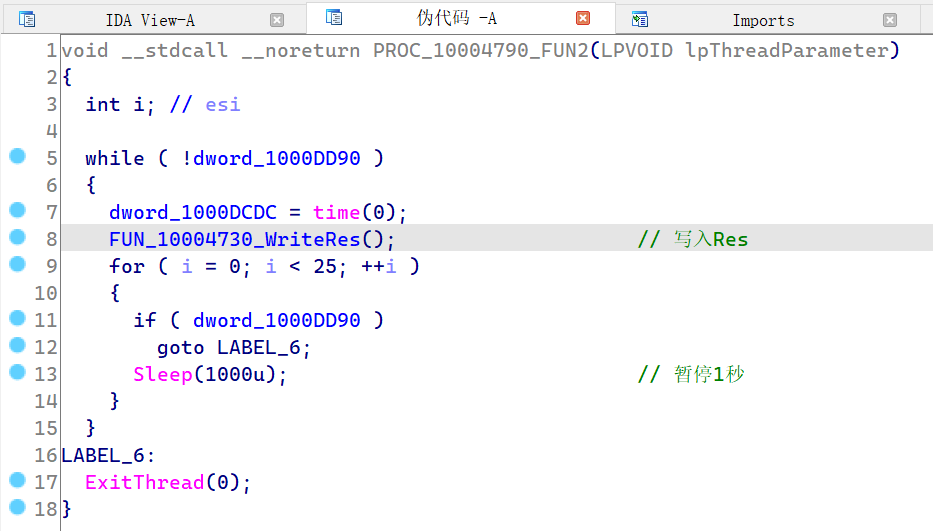 IDA View-A 伪代码 -A Imports
1 void __stdcall __noreturn PROC_10004790_FUN2(LPVOID lpThreadParameter)
2 {
3 int i; // esi
4
5 while ( !dword_1000DD90 )
6 {
7 dword_1000DCDC = time(0);
8 FUN_10004730_WriteRes(); // 写入Res
9 for ( i = 0; i < 25; ++i )
10 {
11 if ( dword_1000DD90 )
12 goto LABEL_6;
13 Sleep(1000u); // 暂停1秒
14 }
15 }
16 LABEL_6:
17 ExitThread(0);
18 }